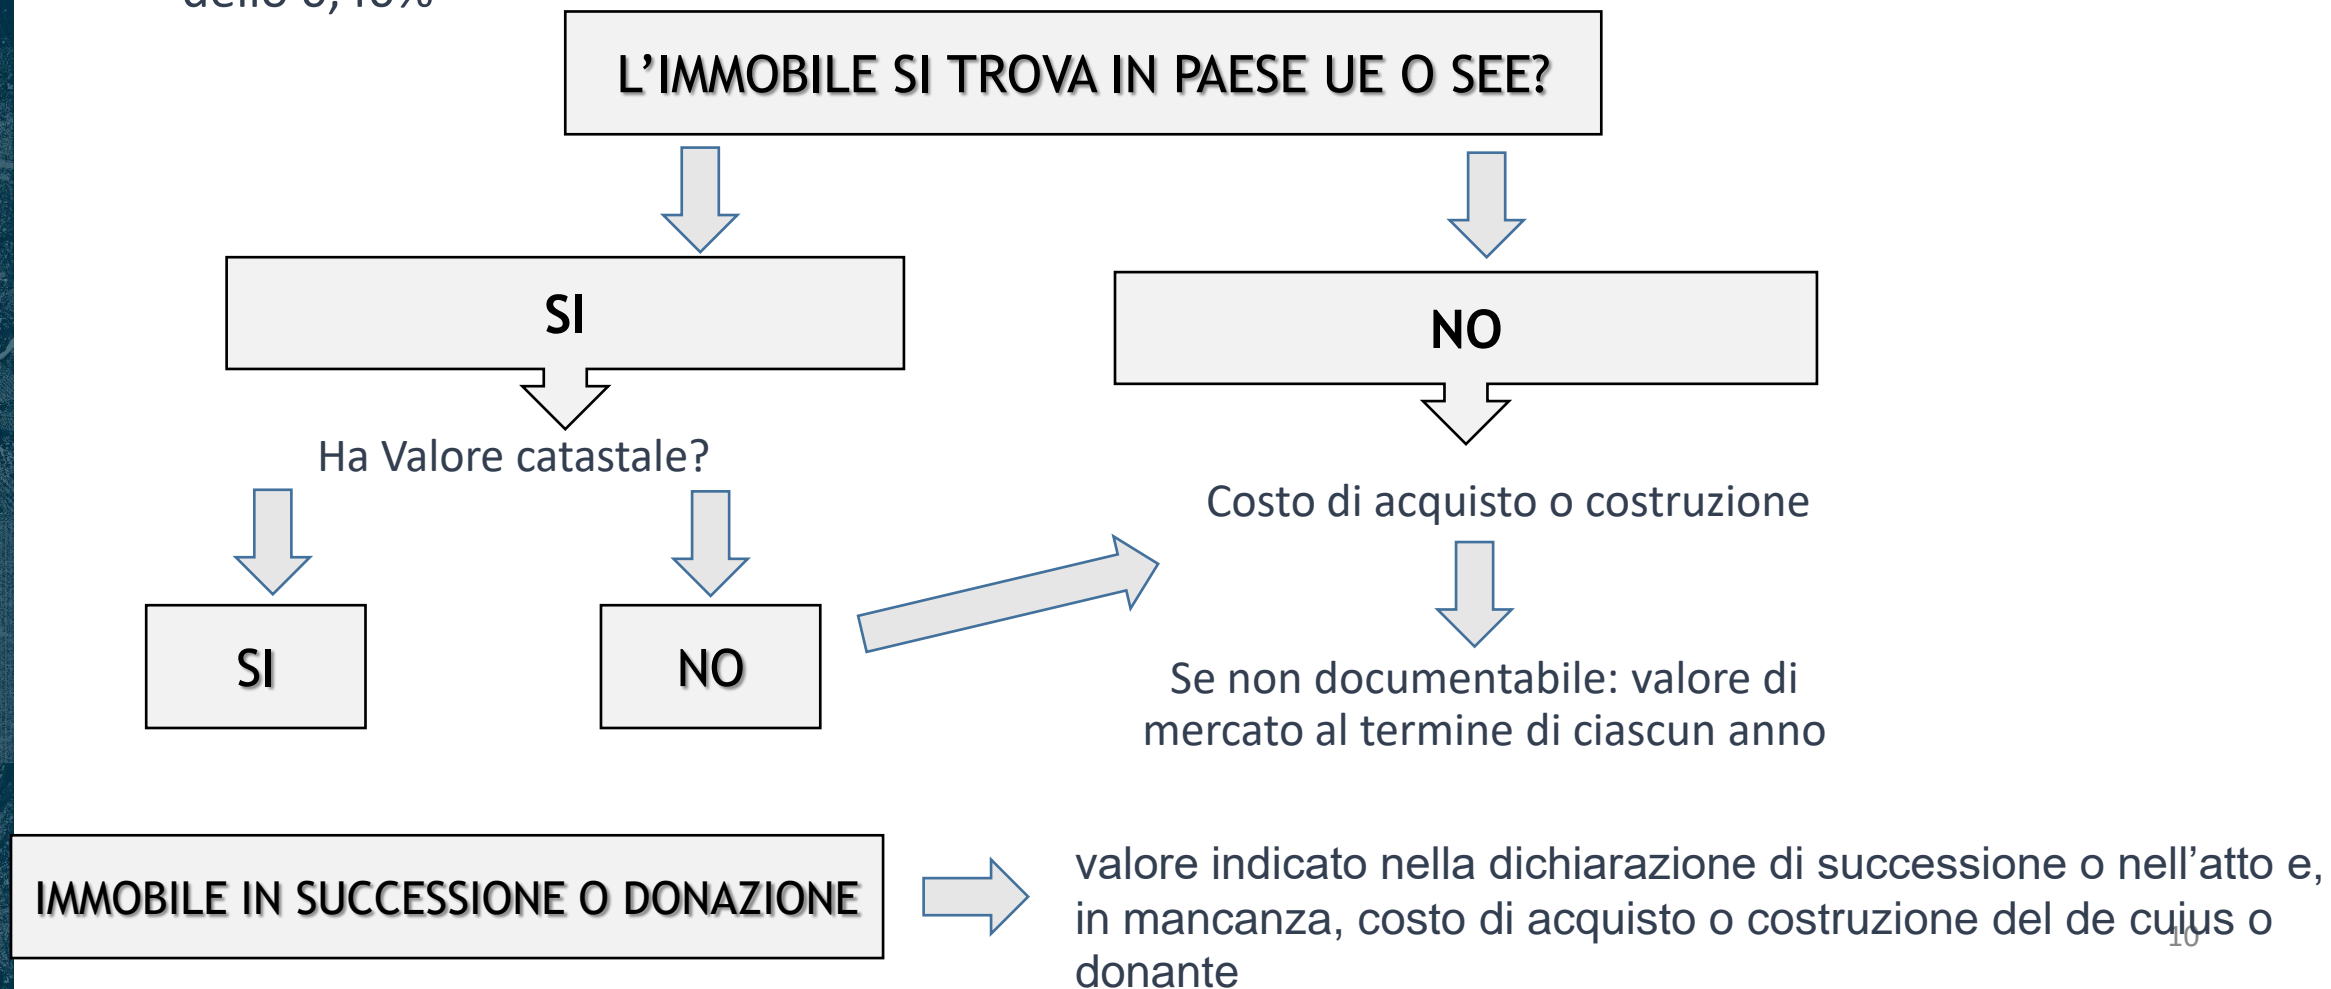 L’IMMOBILE SI TROVA IN PAESE UE O SEE?
SI
NO
Ha Valore catastale?
Costo di acquisto o costruzione
SI
NO
Se non documentabile: valore di
mercato al termine di ciascun anno
IMMOBILE IN SUCCESSIONE O DONAZIONE
valore indicato nella dichiarazione di successione o nell’atto e,
in mancanza, costo di acquisto o costruzione del de cuius o
donante
10